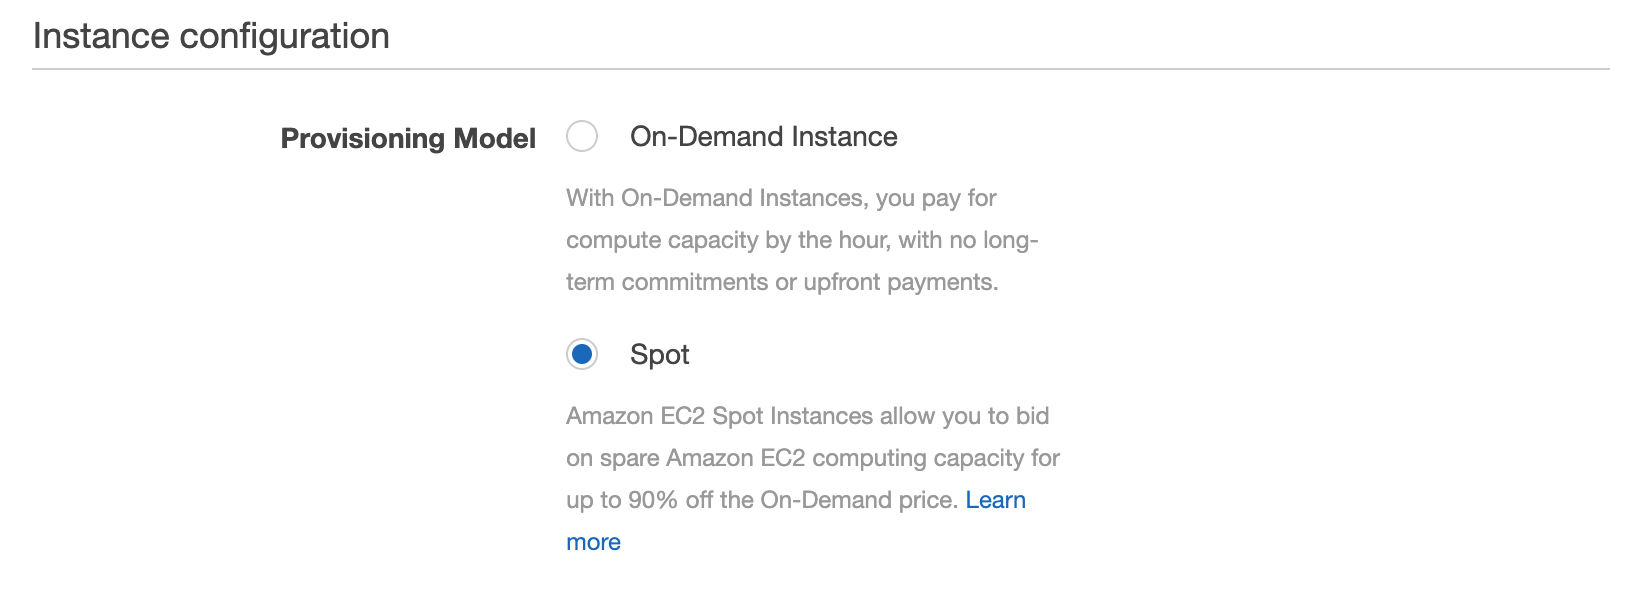 Instance configuration
Provisioning Model
On-Demand Instance
With On-Demand Instances, you pay for
compute capacity by the hour, with no long-
term commitments or upfront payments.
Spot
Amazon EC2 Spot Instances allow you to bid
on spare Amazon EC2 computing capacity for
up to 90% off the On-Demand price. Learn
more